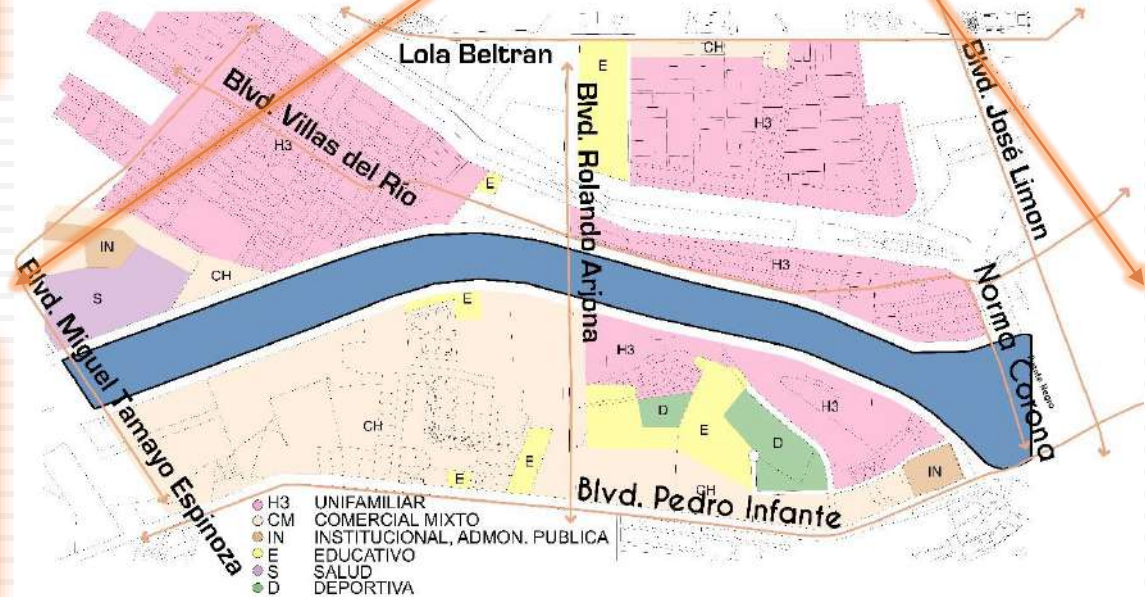 Lola Beltran
CH
E
Blvd. José Limon
Blvd. Villas del Río
Blvd. Rolando Arjona
H3
H3
E
IN
CH
S
H3
Norma Corona
Blvd. Miguel Tamayo Espinoza
E
H3
H3
D
E
D
CH
E
E
IN
CH
Blvd. Pedro Infante
H3 UNIFAMILIAR
CM COMERCIAL MIXTO
IN INSTITUCIONAL, ADMON. PUBLICA
E EDUCATIVO
S SALUD
D DEPORTIVA